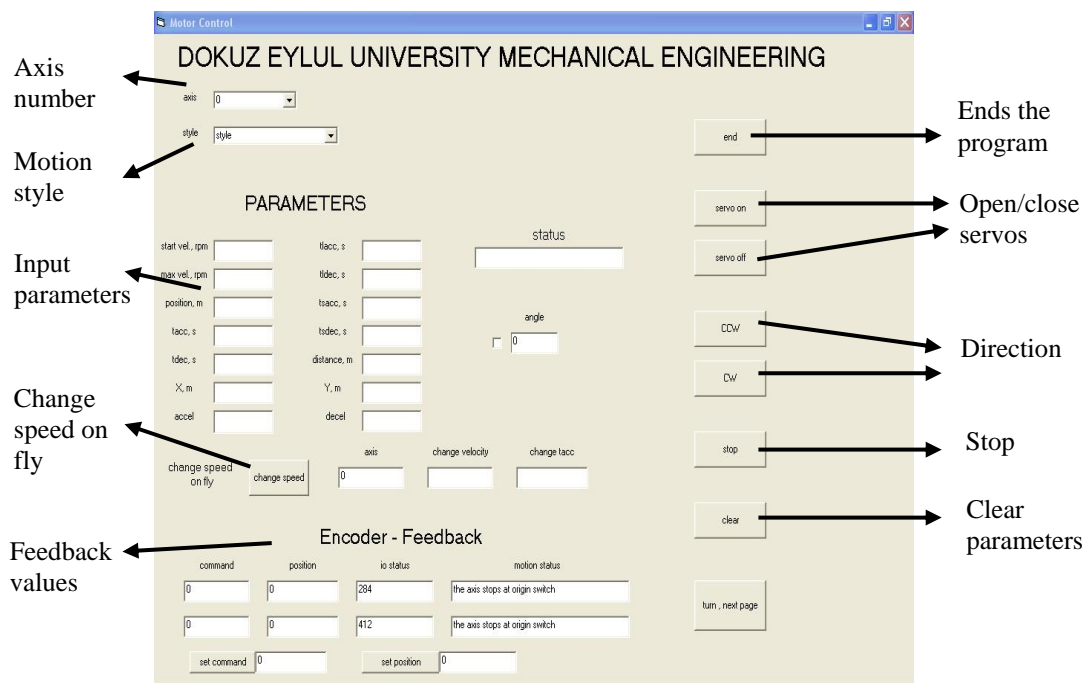 Motor Control
DOKUZ EYLUL UNIVERSITY MECHANICAL ENGINEERING
Axis
number
axis
0
style
style
Motion
style
end
Ends the
program
PARAMETERS
servo on
servo off
Open/close
servos
start vel., rpm
tlacc, s
status
max vel., rpm
tldec, s
Input
parameters
position, m
tsacc, s
angle
0
tacc, s
tsdec, s
CCW
Direction
tdec, s
distance, m
CW
X, m
Y, m
accel
decel
Change
speed on
fly
change speed
on fly
change speed
axis
change velocity
change tacc
0
stop
Stop
clear
Clear
parameters
Encoder - Feedback
Feedback
values
command
position
io status
motion status
0
0
284
the axis stops at origin switch
turn , next page
0
0
412
the axis stops at origin switch
set command
0
set position
0